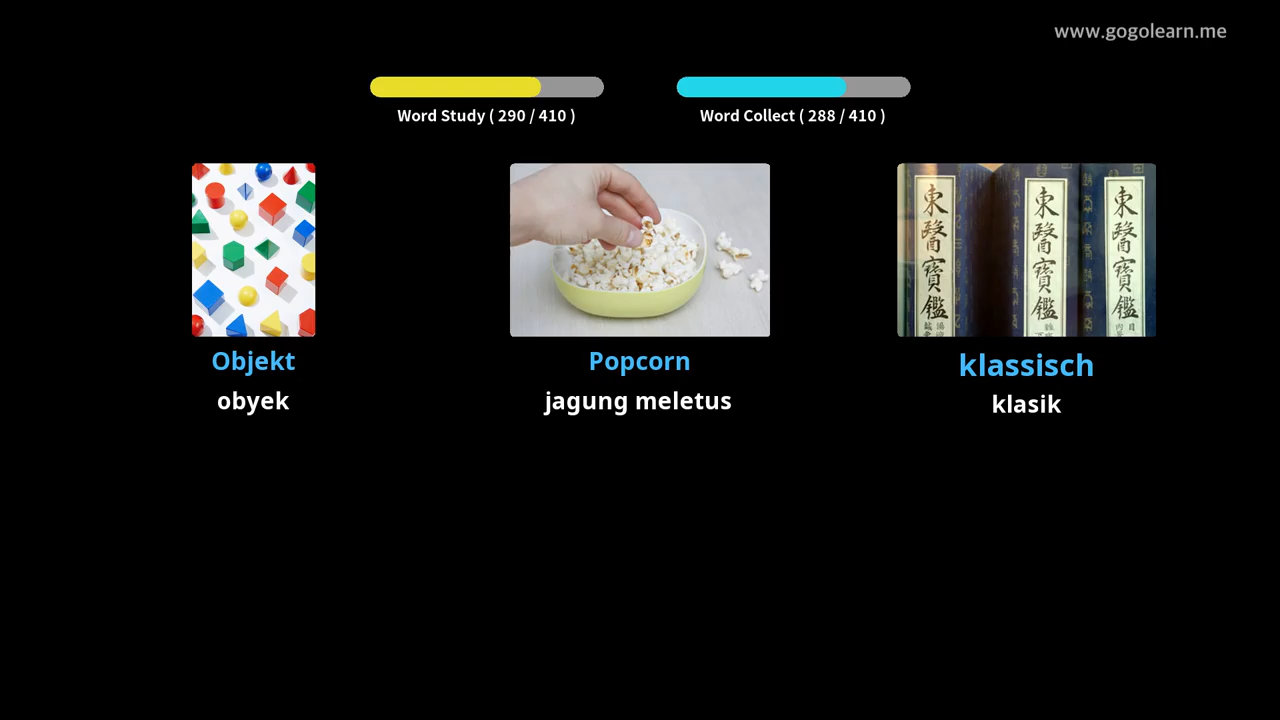 www.gogolearn.me
Word Study ( 290 / 410 )
Word Collect ( 288 / 410 )
東醫寶鑑
東醫寶鑑
東醫寶鑑
Objekt
obyek
Popcorn
jagung meletus
klassisch
klasik